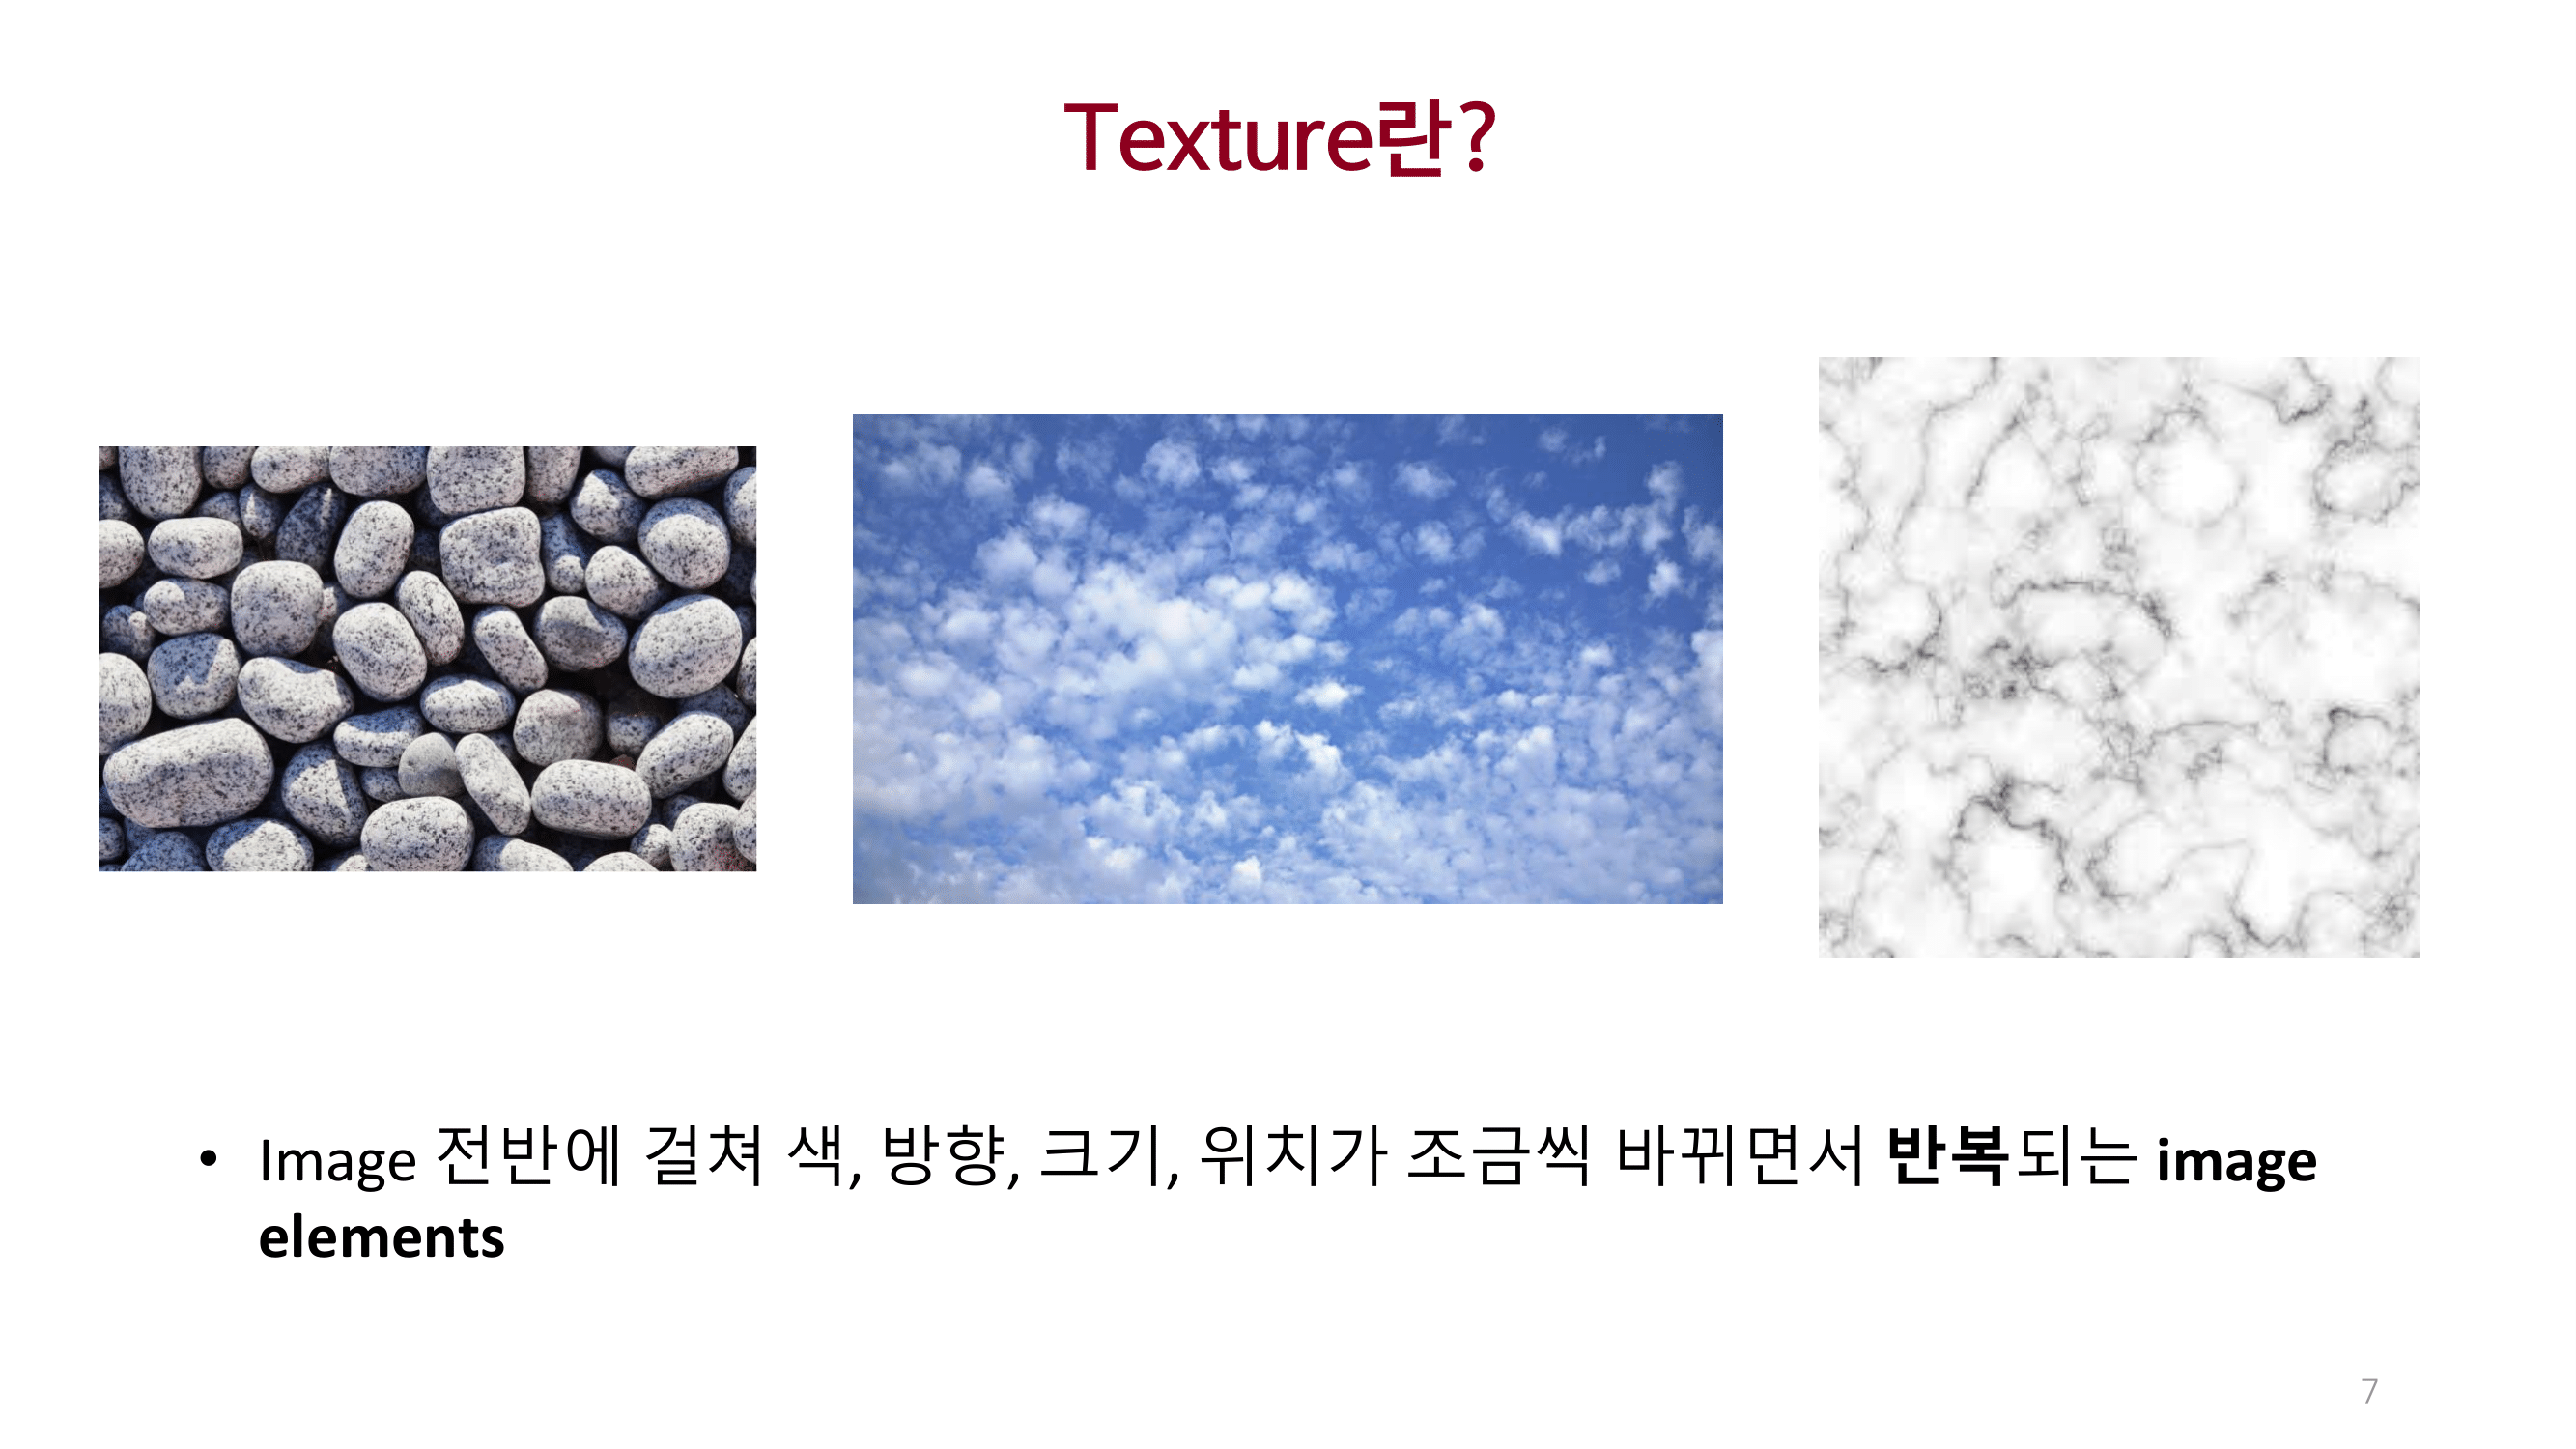 Texture란?
• Image 전반에 걸쳐 색, 방향, 크기, 위치가 조금씩 바뀌면서 반복되는 image
elements
7